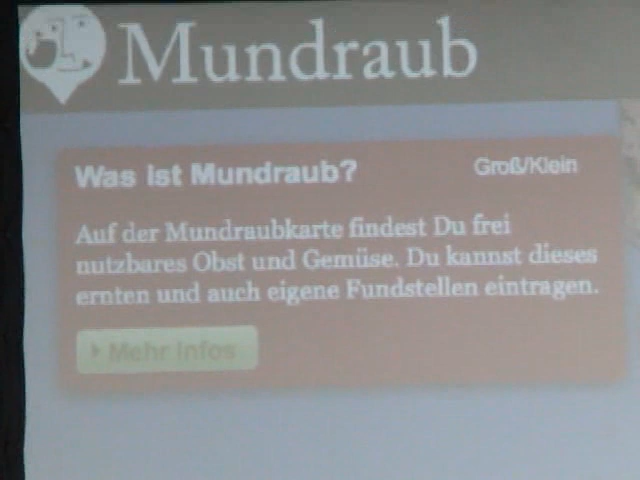 Mundraub
Was ist Mundraub?
Groß/Klein
Auf der Mundraubkarte findest Du frei
nutzbares Obst und Gemüse. Du kannst dieses
ernten und auch eigene Fundstellen eintragen.
Mehr Infos